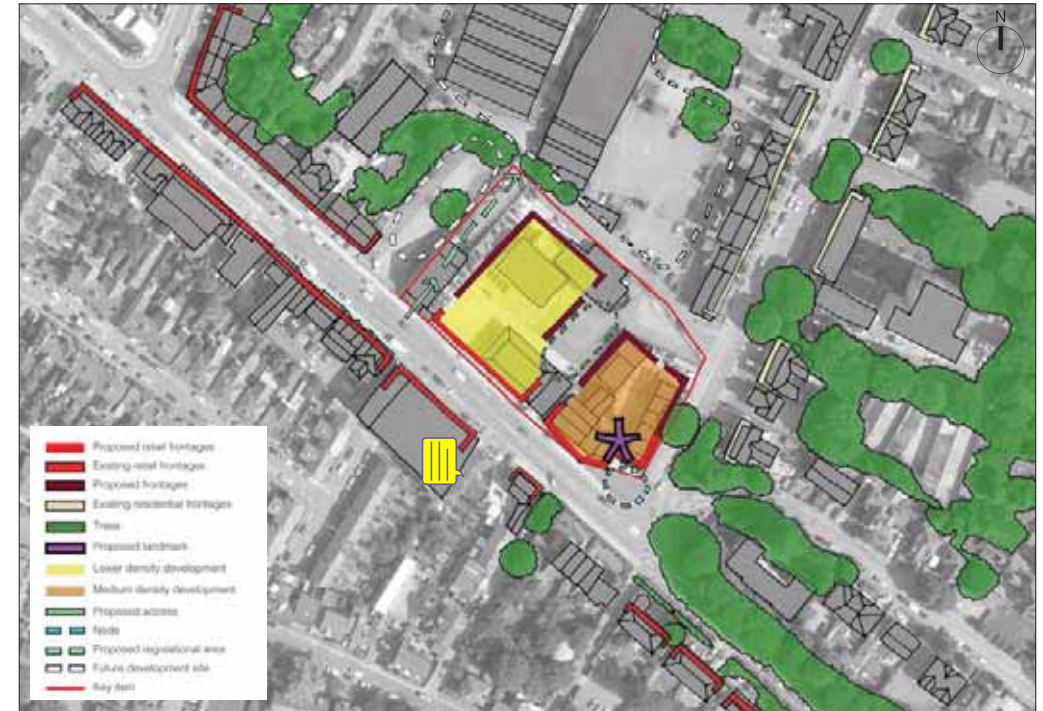 N
Proposed retail frontages
Existing retail frontages
Proposed frontages
Existing residential frontages
Trees
Proposed landmark
Lower density development
Medium density development
Proposed access
Node
Proposed area
Future development site
Key item